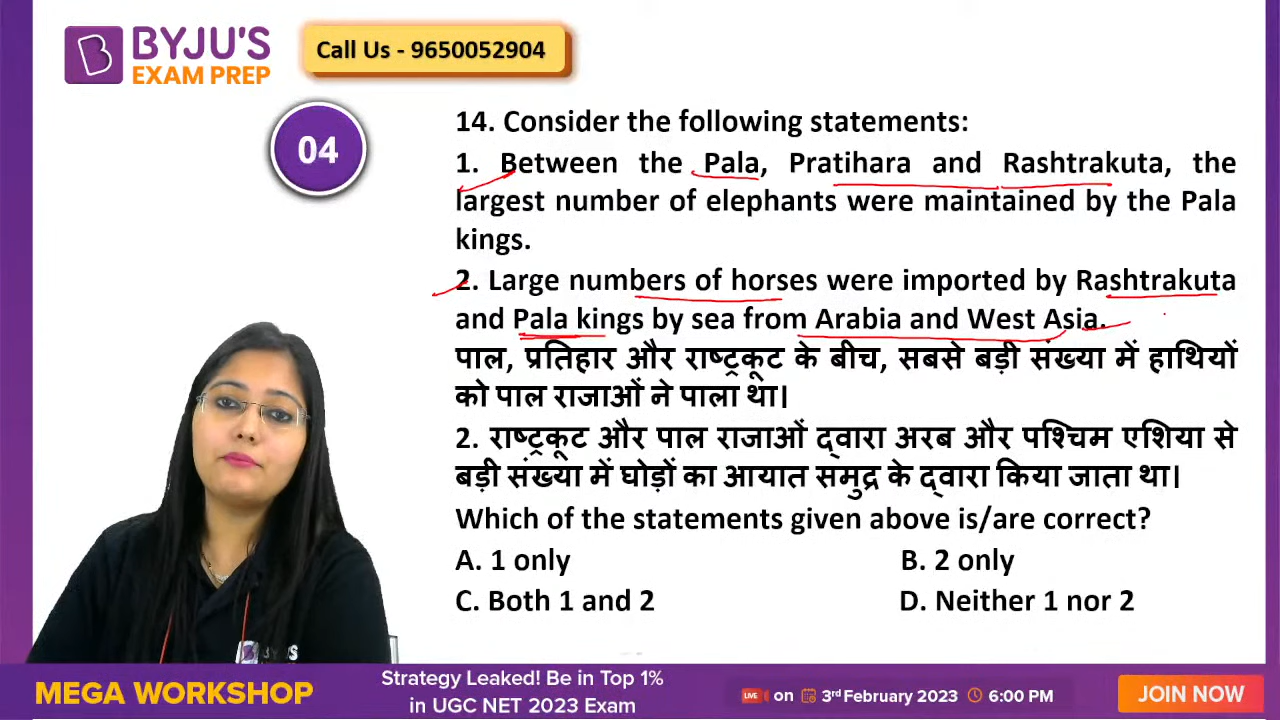 BYJU'S
EXAM PREP
Call Us - 9650052904
04
14. Consider the following statements:
1. Between the Pala, Pratihara and Rashtrakuta, the
largest number of elephants were maintained by the Pala
kings.
2. Large numbers of horses were imported by Rashtrakuta
and Pala kings by sea from Arabia and West Asia.
पाल, प्रतिहार और राष्ट्रकूट के बीच, सबसे बड़ी संख्या में हाथियों
को पाल राजाओं ने पाला था।
2. राष्ट्रकूट और पाल राजाओं द्वारा अरब और पश्चिम एशिया से
बड़ी संख्या में घोड़ों का आयात समुद्र के द्वारा किया जाता था।
Which of the statements given above is/are correct?
A. 1 only
B. 2 only
C. Both 1 and 2
D. Neither 1 nor 2
MEGA WORKSHOP
Strategy Leaked! Be in Top 1%
in UGC NET 2023 Exam
LIVE on 3rd February 2023 6:00 PM
JOIN NOW